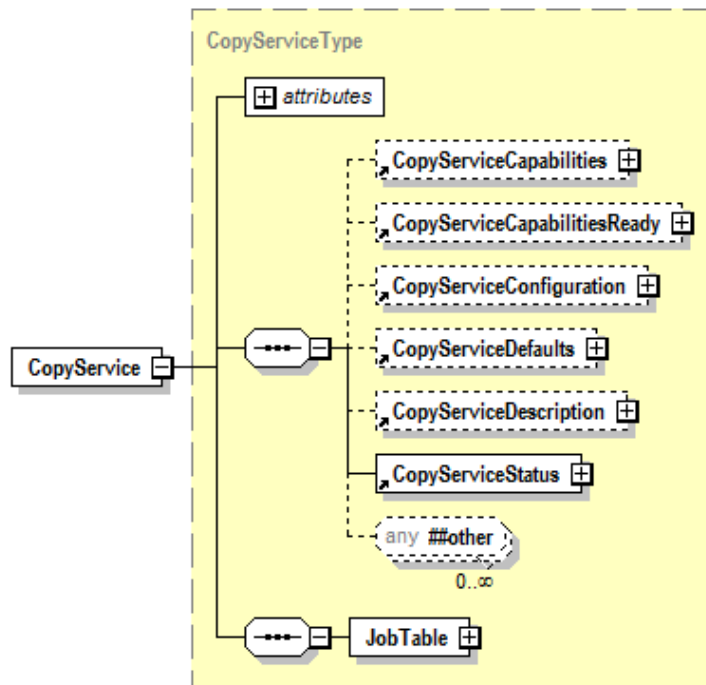 CopyServiceType
attributes
CopyServiceCapabilities
CopyServiceCapabilitiesReady
CopyServiceConfiguration
CopyService
CopyServiceDefaults
CopyServiceDescription
CopyServiceStatus
any ##other
0..∞
JobTable